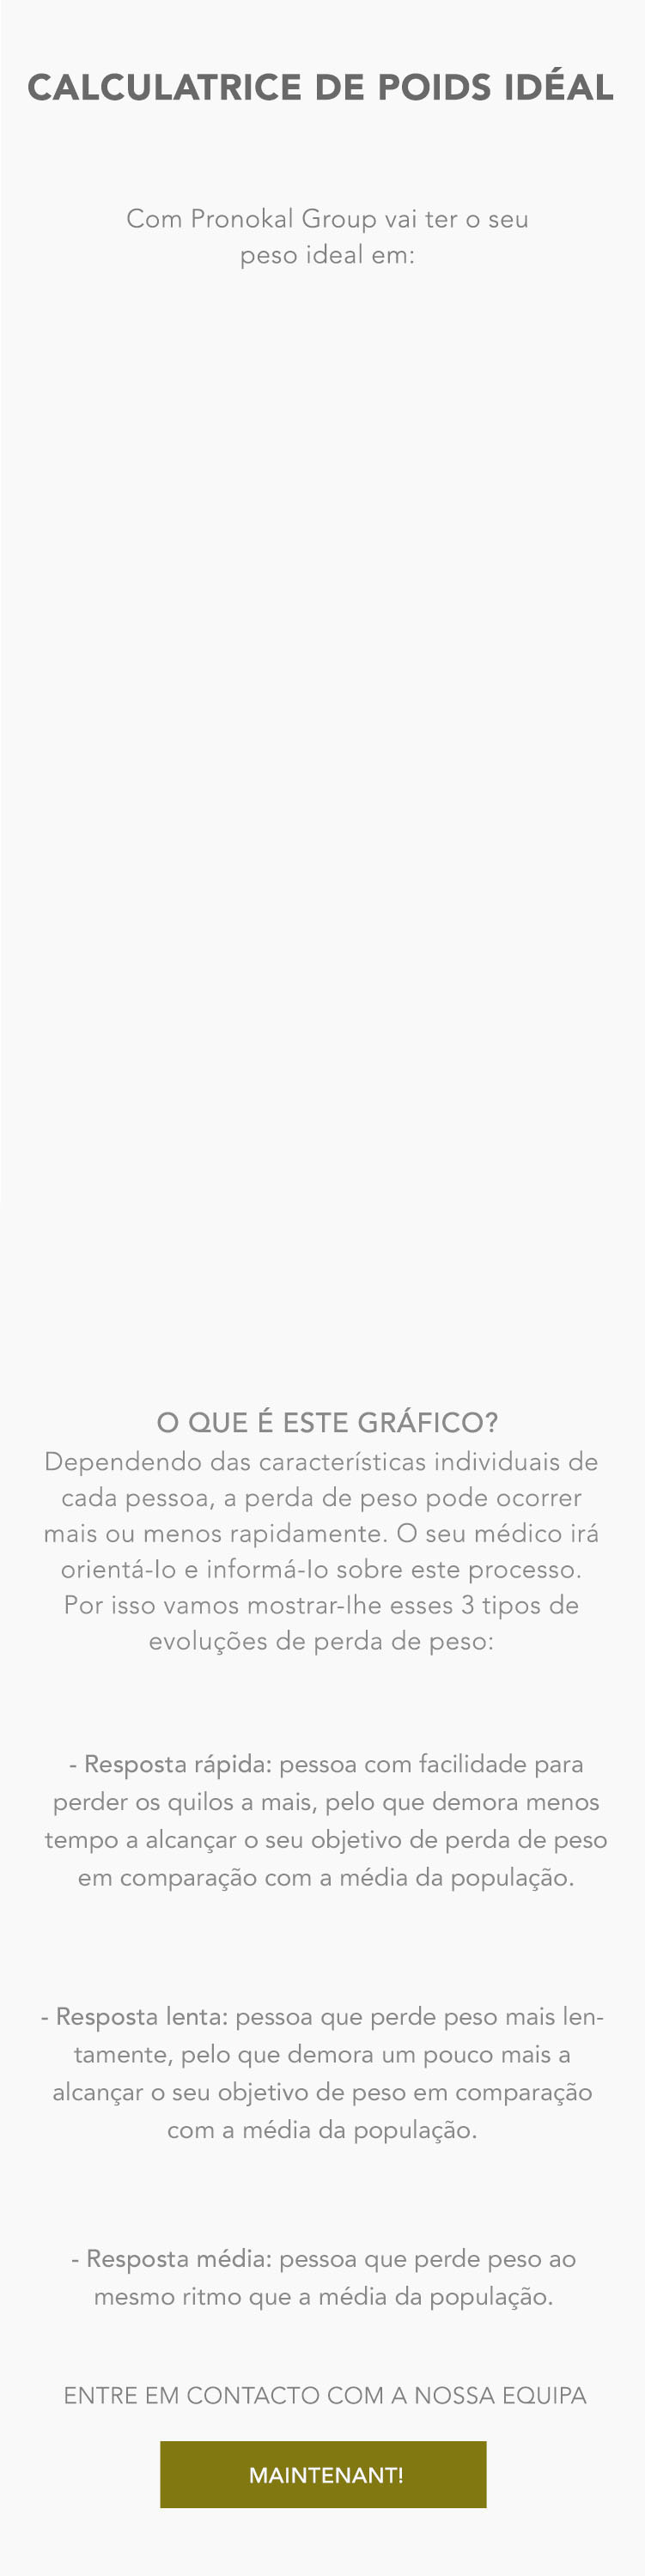 CALCULATRICE DE POIDS IDÉAL
Com Pronokal Group vai ter o seu
peso ideal em:
O QUE É ESTE GRÁFICO?
Dependendo das características individuais de
cada pessoa, a perda de peso pode ocorrer
mais ou menos rapidamente. O seu médico irá
orientá-lo e informá-lo sobre este processo.
Por isso vamos mostrar-lhe esses 3 tipos de
evoluções de perda de peso:
- Resposta rápida: pessoa com facilidade para
perder os quilos a mais, pelo que demora menos
tempo a alcançar o seu objetivo de perda de peso
em comparação com a média da população.
- Resposta lenta: pessoa que perde peso mais len-
tamente, pelo que demora um pouco mais a
alcançar o seu objetivo de peso em comparação
com a média da população.
- Resposta média: pessoa que perde peso ao
mesmo ritmo que a média da população.
ENTRE EM CONTACTO COM A NOSSA EQUIPA
MAINTENANT!